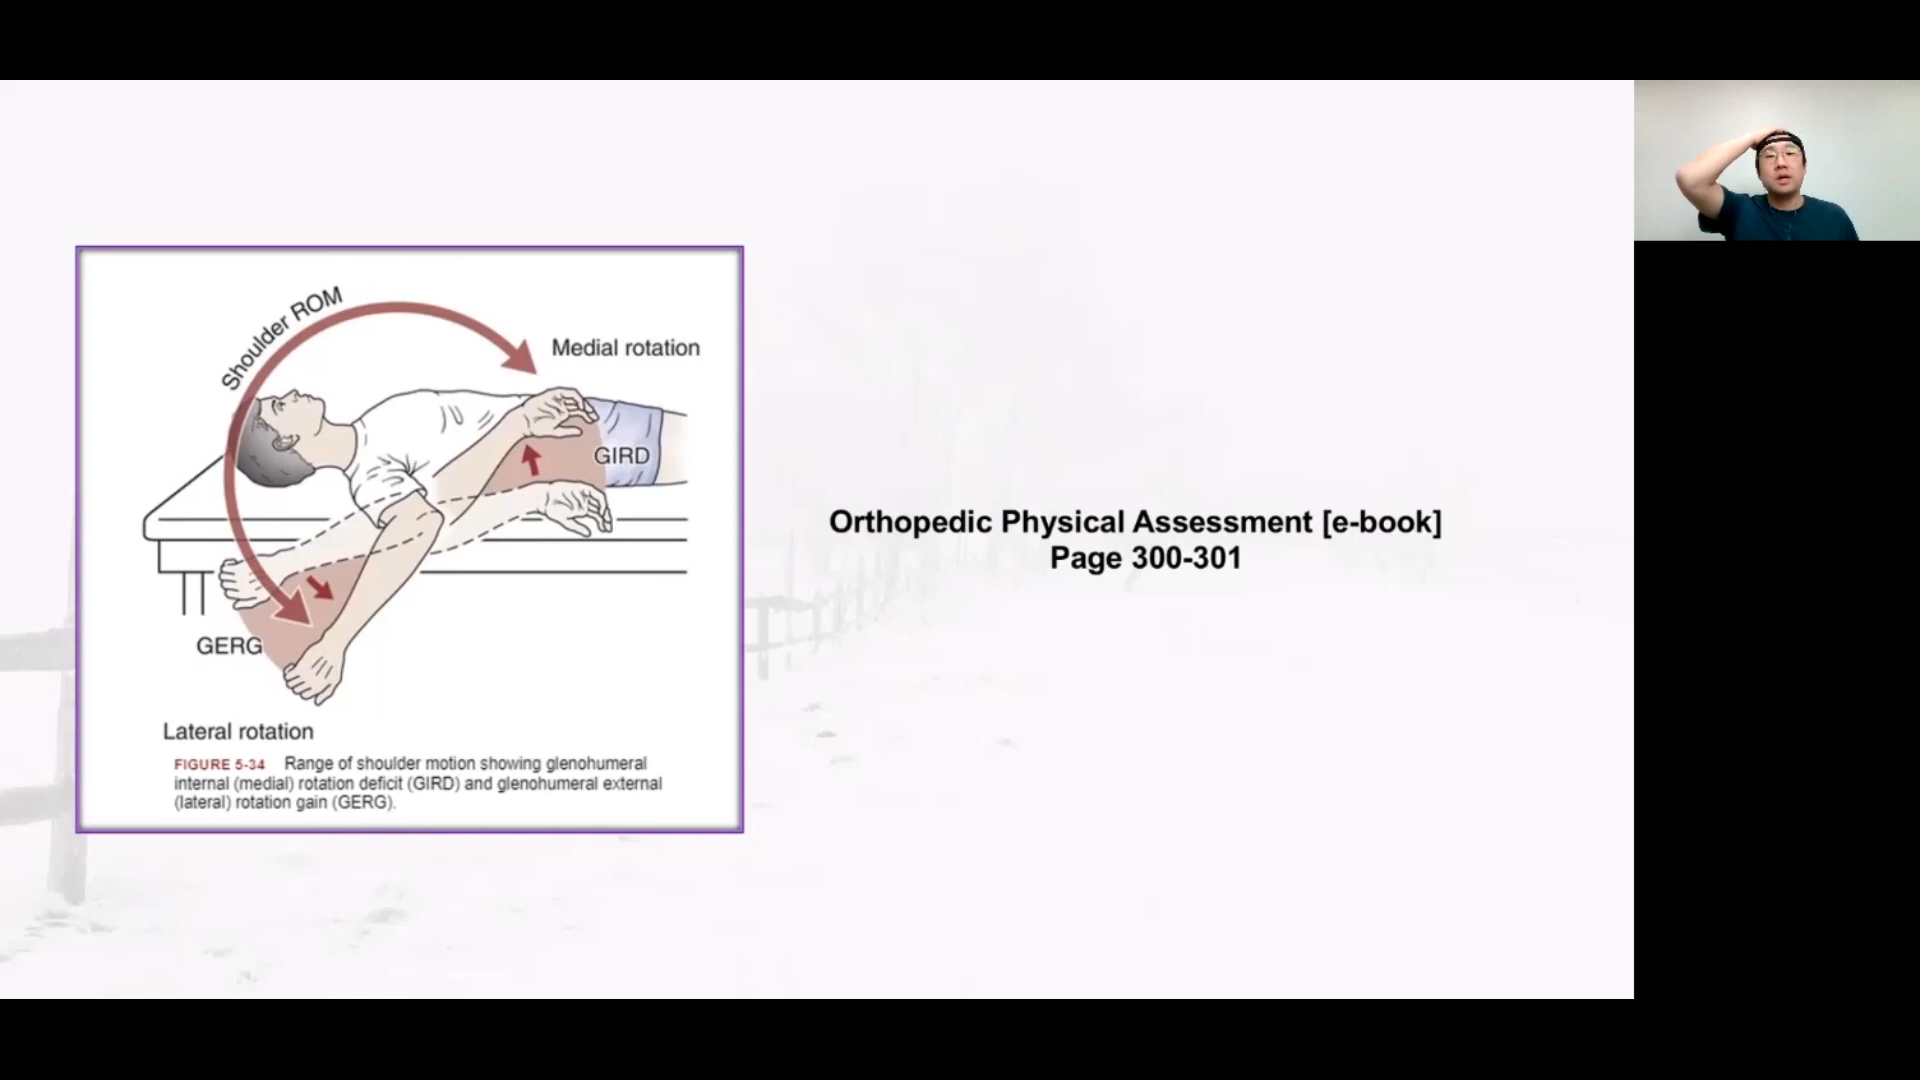 Shoulder ROM
Medial rotation
GIRD
GERG
Lateral rotation
FIGURE 5-34 Range of shoulder motion showing glenohumeral
internal (medial) rotation deficit (GIRD) and glenohumeral external
(lateral) rotation gain (GERG).
Orthopedic Physical Assessment [e-book]
Page 300-301